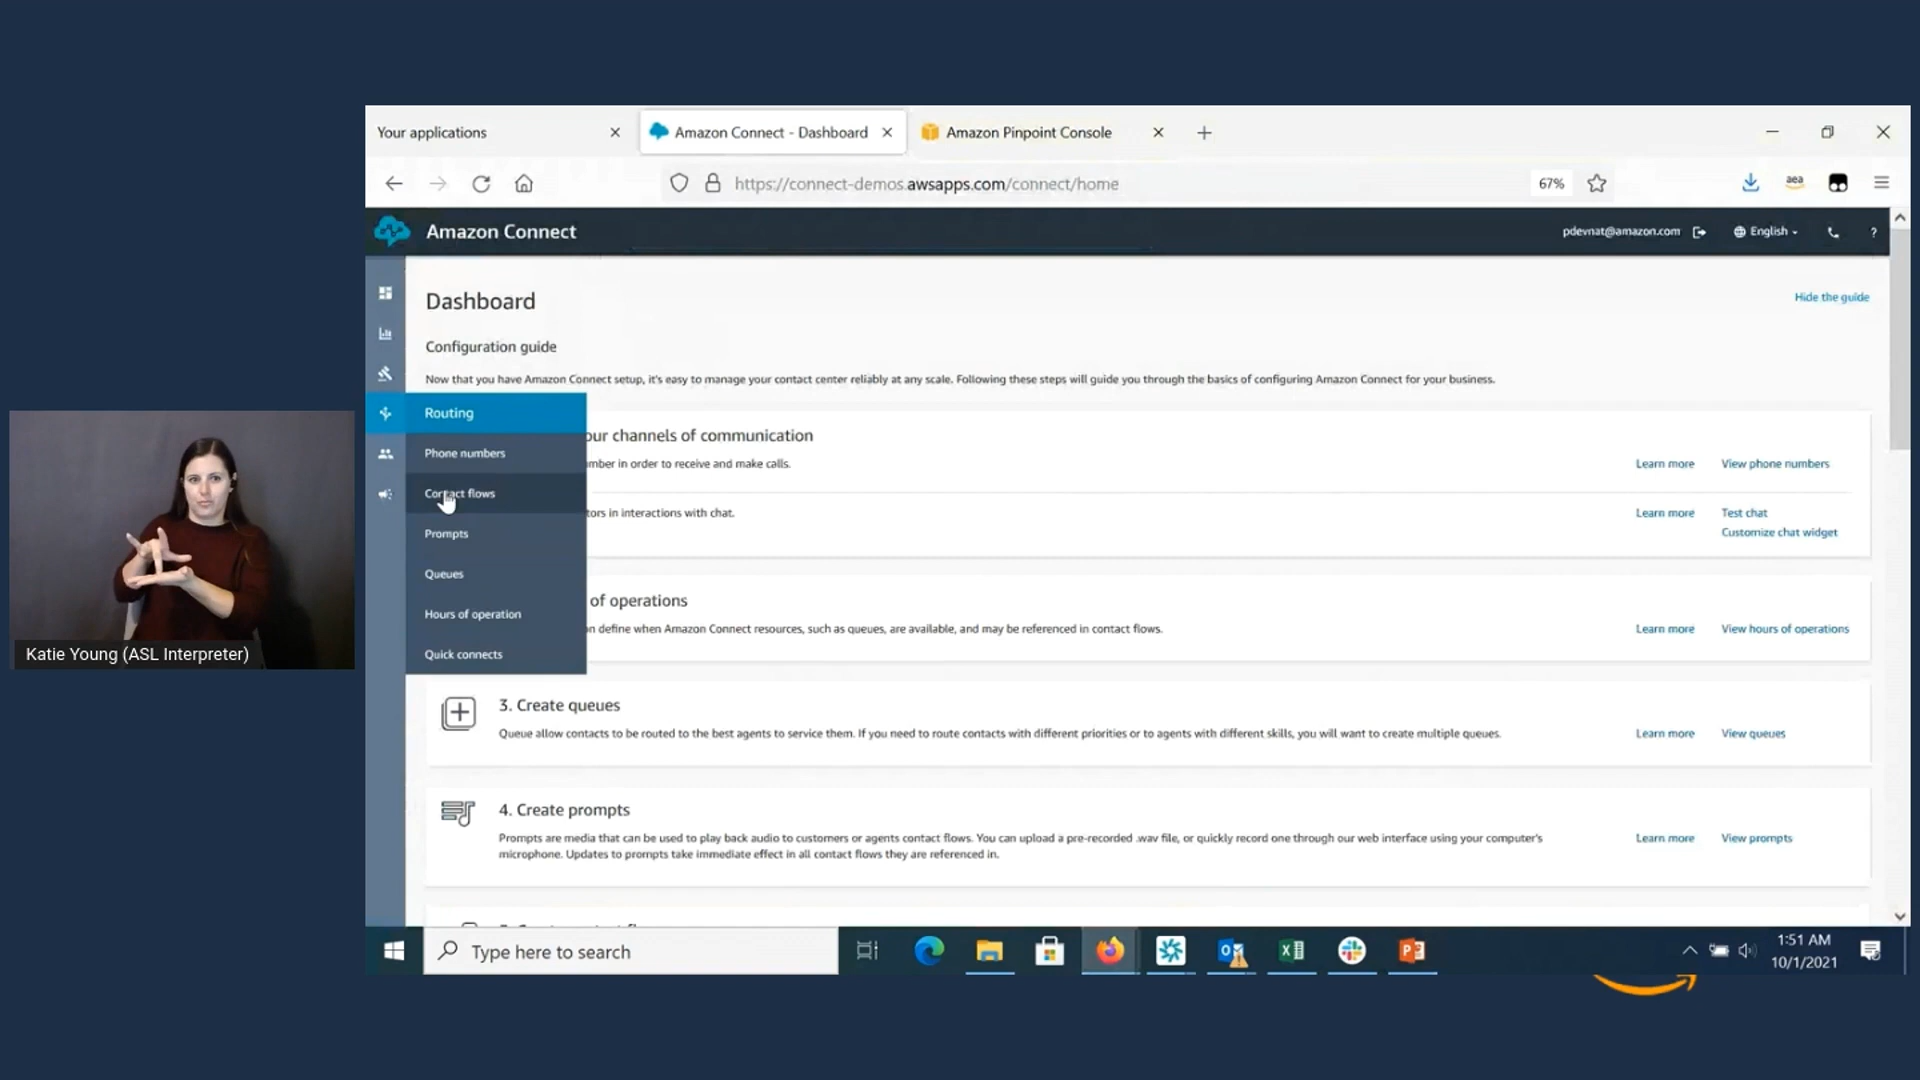 Your applications
Amazon Connect - Dashboard
Amazon Pinpoint Console
https://connect-demos.awsapps.com/connect/home
67%
aea
Amazon Connect
pdevnat@amazon.com
English
?
Dashboard
Hide the guide
Configuration guide
Now that you have Amazon Connect setup, it's easy to manage your contact center reliably at any scale. Following these steps will guide you through the basics of configuring Amazon Connect for your business.
Routing
Phone numbers
Contact flows
Prompts
Queues
Hours of operation
Quick connects
our channels of communication
in order to receive and make calls.
Learn more
View phone numbers
in interactions with chat.
Learn more
Test chat
Customize chat widget
of operations
define when Amazon Connect resources, such as queues, are available, and may be referenced in contact flows.
Learn more
View hours of operations
3. Create queues
Queue allow contacts to be routed to the best agents to service them. If you need to route contacts with different priorities or to agents with different skills, you will want to create multiple queues.
Learn more
View queues
4. Create prompts
Prompts are media that can be used to play back audio to customers or agents contact flows. You can upload a pre-recorded .wav file, or quickly record one through our web interface using your computer's
microphone. Updates to prompts take immediate effect in all contact flows they are referenced in.
Learn more
View prompts
Katie Young (ASL Interpreter)
Type here to search
1:51 AM
10/1/2021